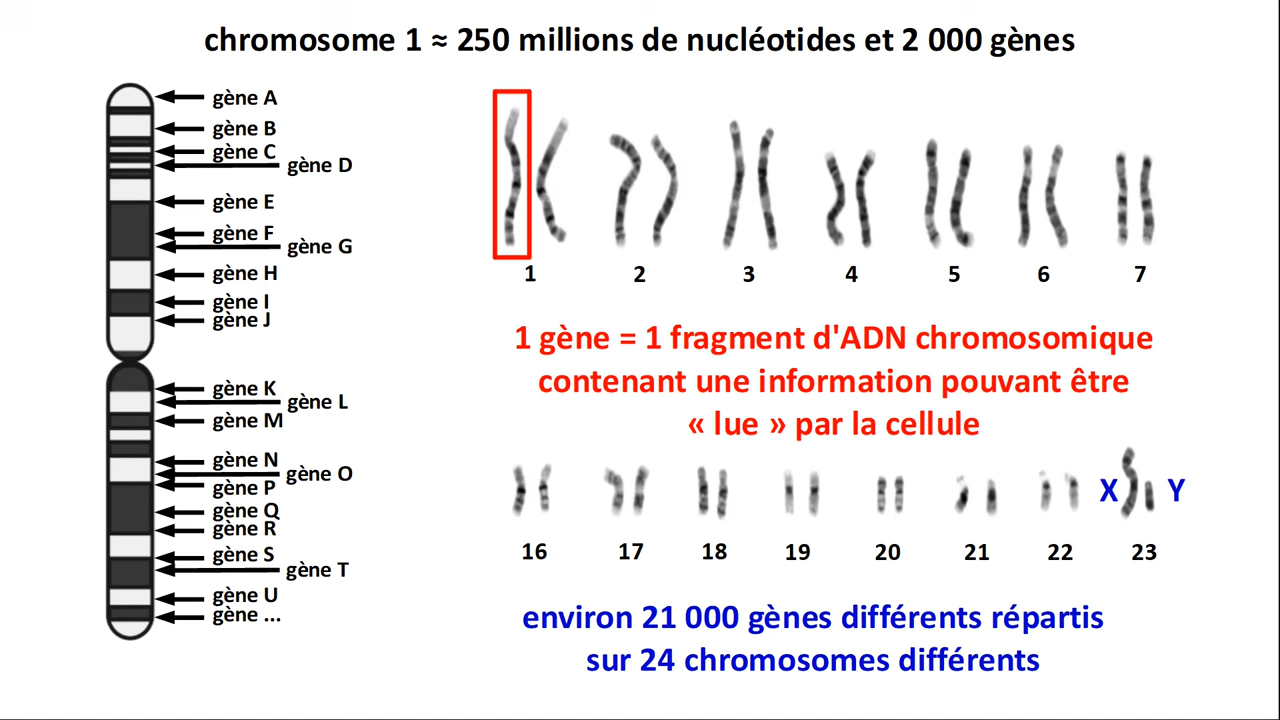 chromosome 1 ≈ 250 millions de nucléotides et 2 000 gènes
gène A
gène B
gène C
gène D
gène E
gène F
gène G
gène H
gène I
gène J
gène K
gène L
gène M
gène N
gène O
gène P
gène Q
gène R
gène S
gène T
gène U
gène ...
1 2 3 4 5 6 7
1 gène = 1 fragment d'ADN chromosomique
contenant une information pouvant être
« lue » par la cellule
X Y
16 17 18 19 20 21 22 23
environ 21 000 gènes différents répartis
sur 24 chromosomes différents